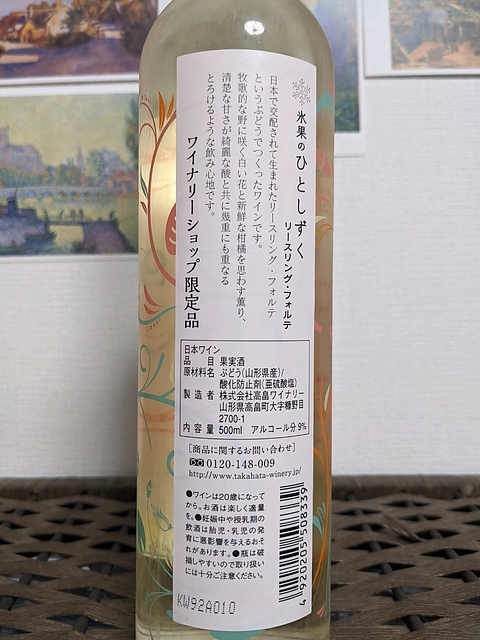 氷果のひとしずく
リースリング・フォルテ
日本で交配されて生まれたリースリング・フォルテ
というぶどうでつくったワインです。
牧歌的な野に咲く白い花と新鮮な柑橘を思わす薫り、
清楚な甘さが綺麗な酸と共に幾重にも重なる
とろけるような飲み心地です。
ワイナリーショップ限定品
日本ワイン
品目 果実酒
原材料名 ぶどう(山形県産)/
酸化防止剤(亜硫酸塩)
製造者 株式会社高畠ワイナリー
山形県高畠町大字糠野目
2700-1
内容量 500ml アルコール分9%
[商品に関するお問い合わせ]
0120-148-009
http://www.takahata-winery.jp/
●ワインは20歳になって
から。お酒は楽しく適量
を。●妊娠中や授乳期の
飲酒は胎児・乳児の発
育に悪影響を与えるおそ
れがあります。●瓶は破
損しやすいので取り扱い
には十分ご注意ください。
4920205508339
KW92A010